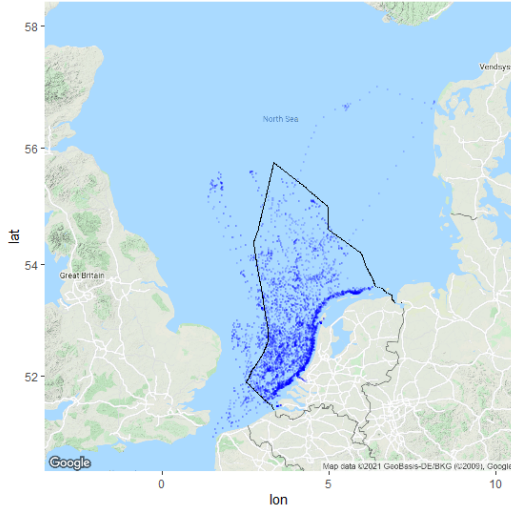 58
56
54
52
lat
North Sea
Vendsys
Great Britain
Google
Map data ©2021 GeoBasis-DE/BKG (©2009), Google
0
5
10
lon